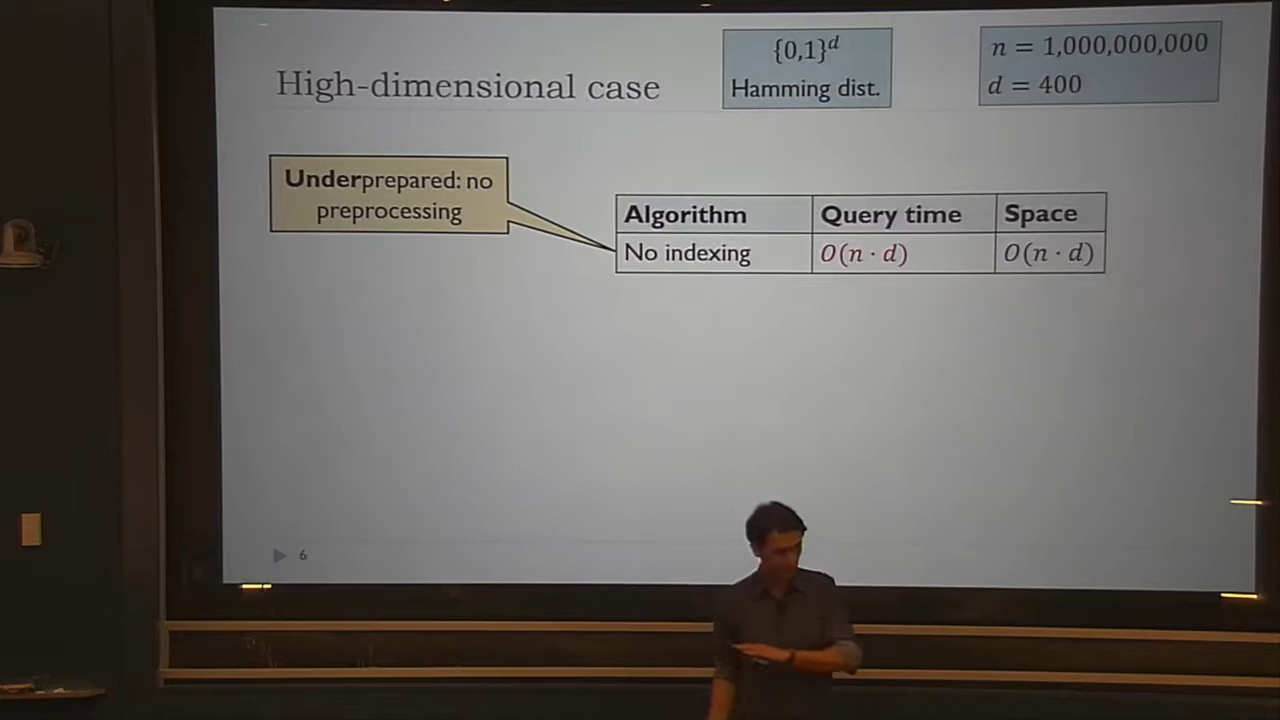 High-dimensional case
{0,1}^d
Hamming dist.
n = 1,000,000,000
d = 400
Underprepared: no
preprocessing
Algorithm Query time Space
No indexing O(n · d) O(n · d)
6